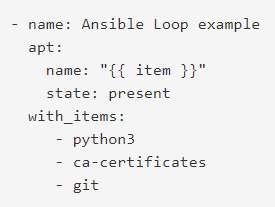 - name: Ansible Loop example
  apt:
    name: "{{ item }}"
    state: present
  with_items:
     - python3
     - ca-certificates
     - git